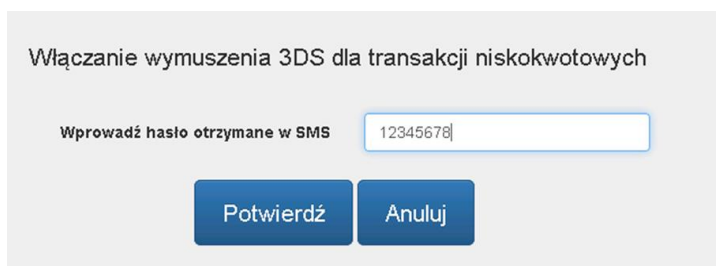 Włączanie wymuszenia 3DS dla transakcji niskokwotowych
Wprowadź hasło otrzymane w SMS 12345678
Potwierdź Anuluj